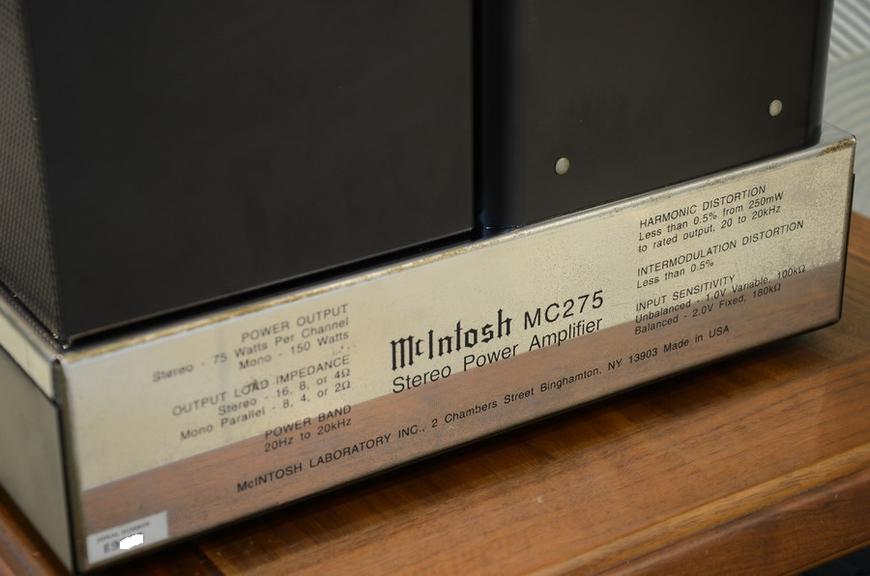 POWER OUTPUT
Stereo - 75 Watts Per Channel
Mono - 150 Watts
OUTPUT LOAD IMPEDANCE
Stereo - 16, 8, or 4Ω
Mono Parallel - 8, 4, or 2Ω
POWER BAND
20Hz to 20kHz
McIntosh MC275
Stereo Power Amplifier
HARMONIC DISTORTION
Less than 0.5% from 250mW
to rated output, 20 to 20kHz
INTERMODULATION DISTORTION
Less than 0.5%
INPUT SENSITIVITY
Unbalanced - 1.0V Variable, 100kΩ
Balanced - 2.0V Fixed, 180kΩ
McINTOSH LABORATORY INC., 2 Chambers Street Binghamton, NY 13903 Made in USA
SERIAL NUMBER